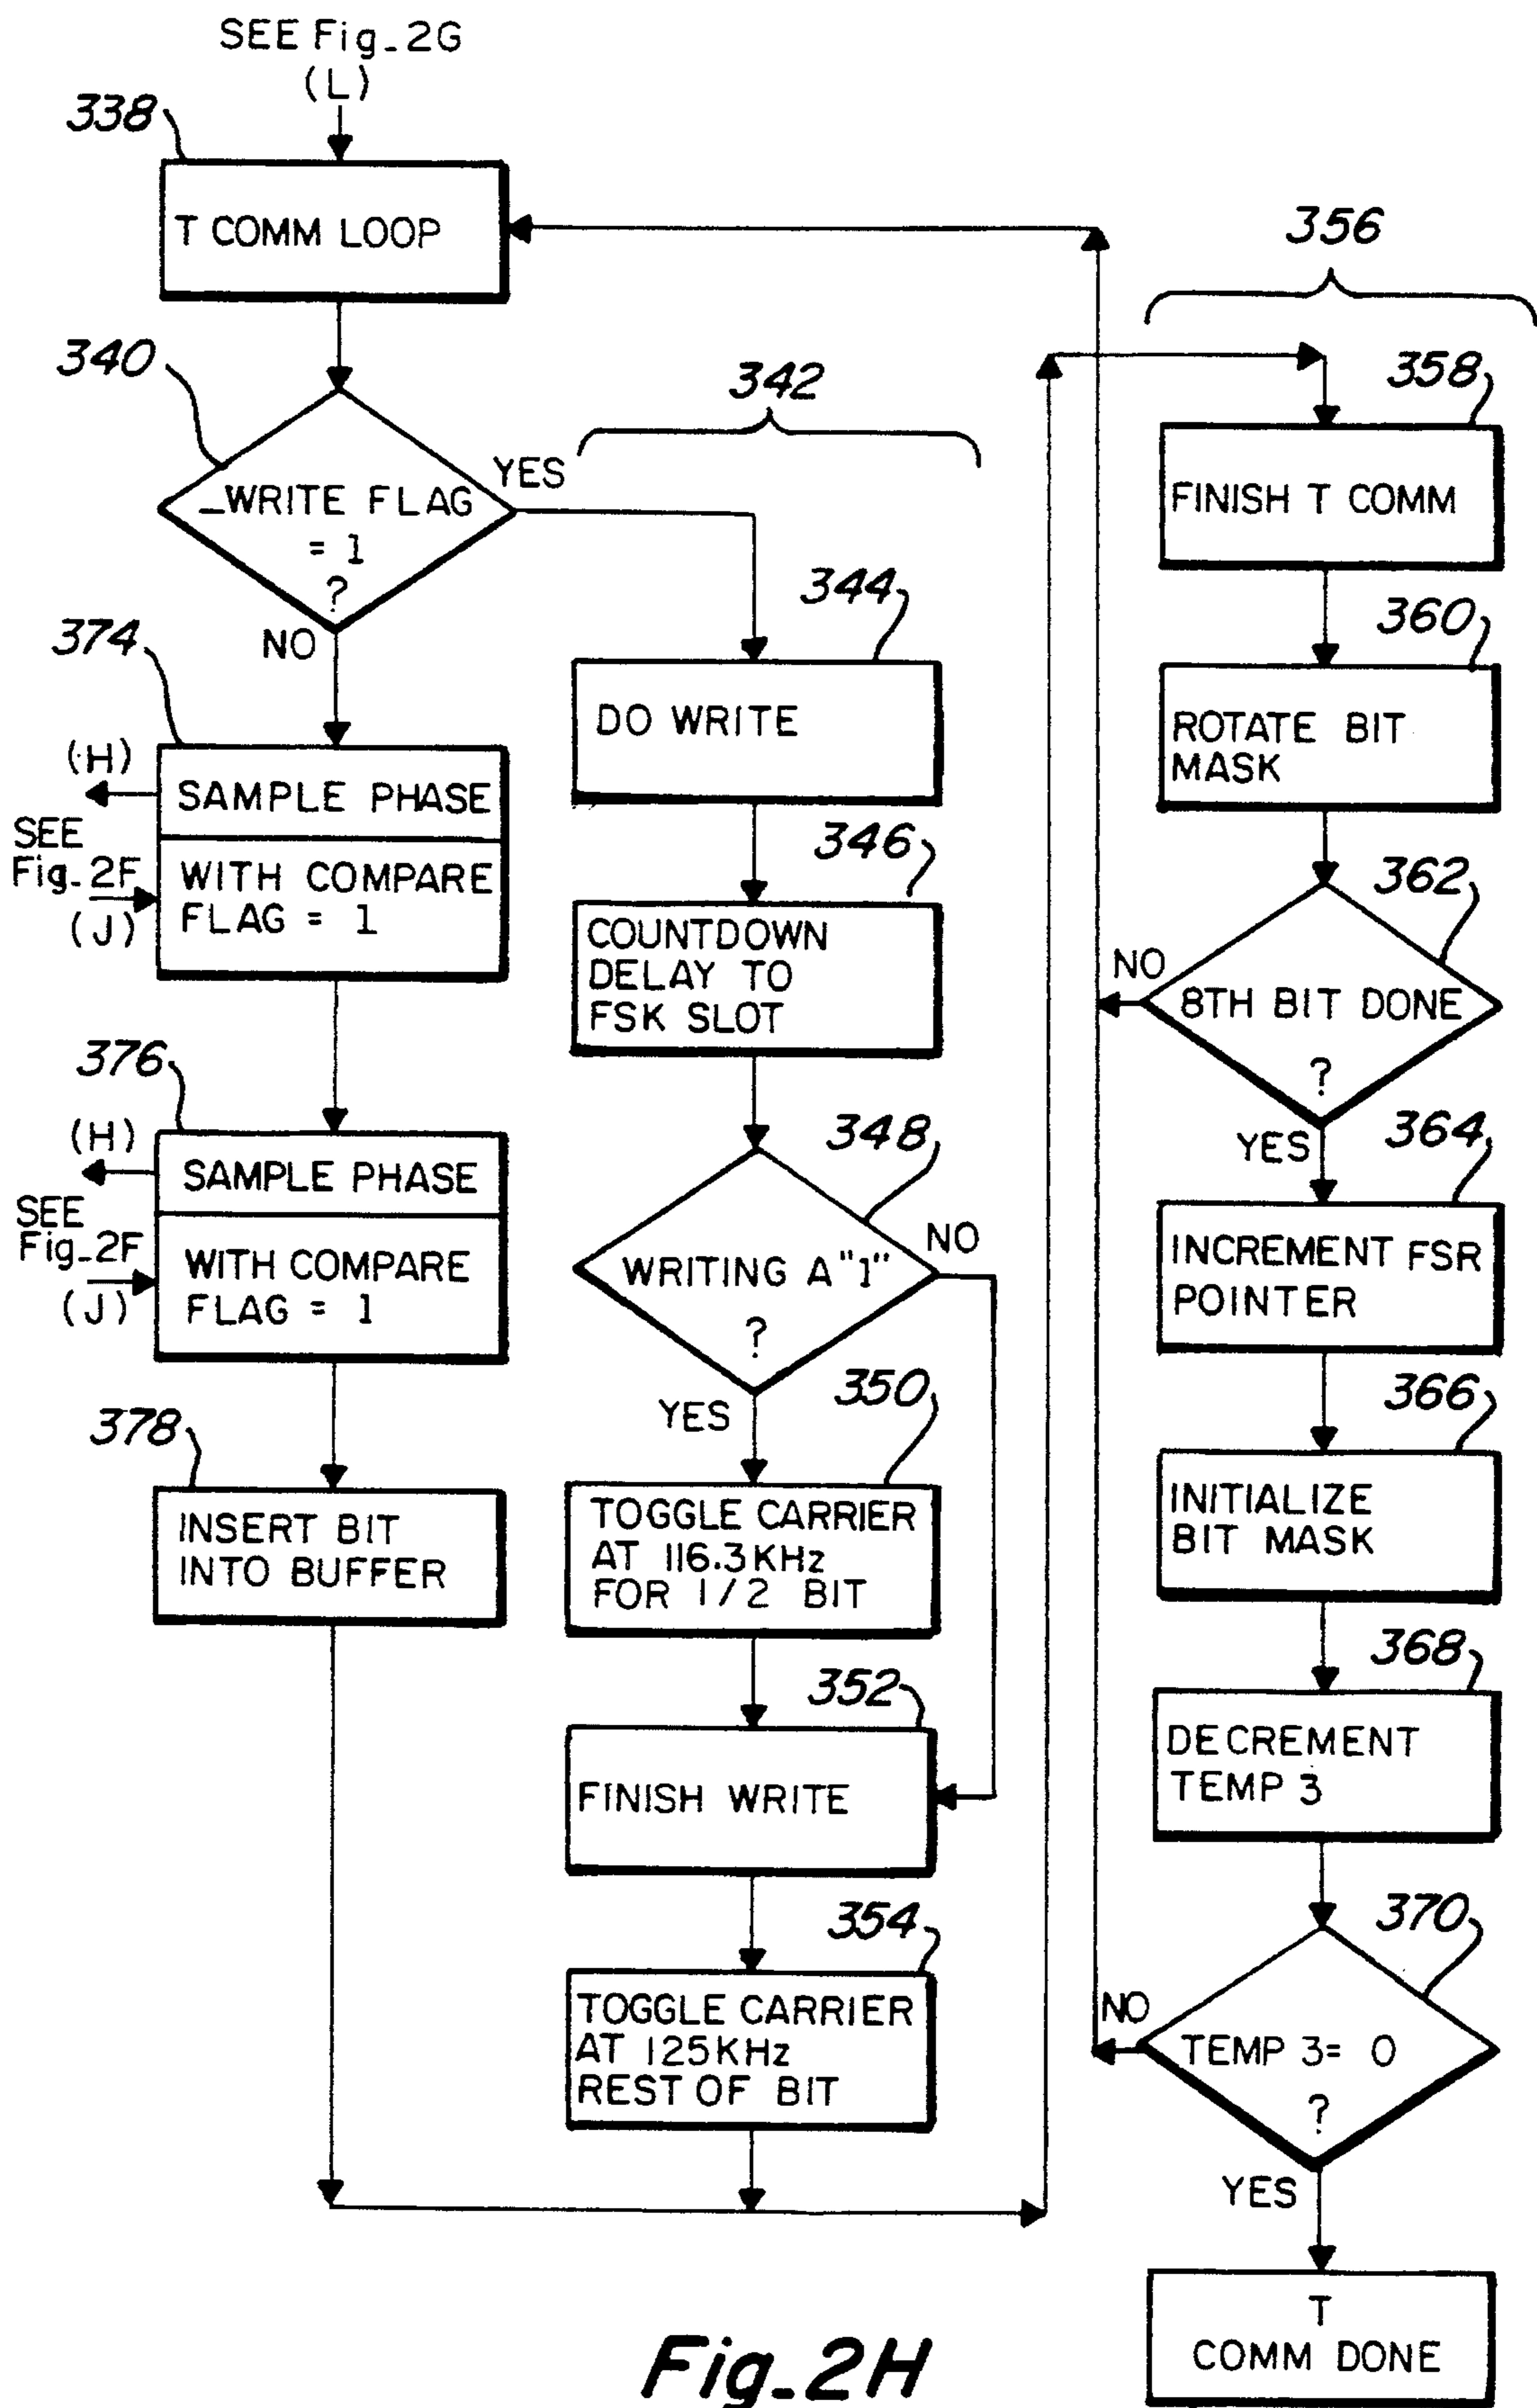 SEE Fig_2G
(L)
338
T COMM LOOP
340
_WRITE FLAG
= 1
?
YES
NO
374
(H)
SAMPLE PHASE
SEE
Fig_2F
(J)
WITH COMPARE
FLAG = 1
376
(H)
SAMPLE PHASE
SEE
Fig_2F
(J)
WITH COMPARE
FLAG = 1
378
INSERT BIT
INTO BUFFER
342
344
DO WRITE
346
COUNTDOWN
DELAY TO
FSK SLOT
348
WRITING A "1"
?
NO
YES
350
TOGGLE CARRIER
AT 116.3KHz
FOR 1/2 BIT
352
FINISH WRITE
354
TOGGLE CARRIER
AT 125KHz
REST OF BIT
356
358
FINISH T COMM
360
ROTATE BIT
MASK
362
NO
8TH BIT DONE
?
YES
364
INCREMENT FSR
POINTER
366
INITIALIZE
BIT MASK
368
DECREMENT
TEMP 3
370
NO
TEMP 3= 0
?
YES
T
COMM DONE
Fig_2H